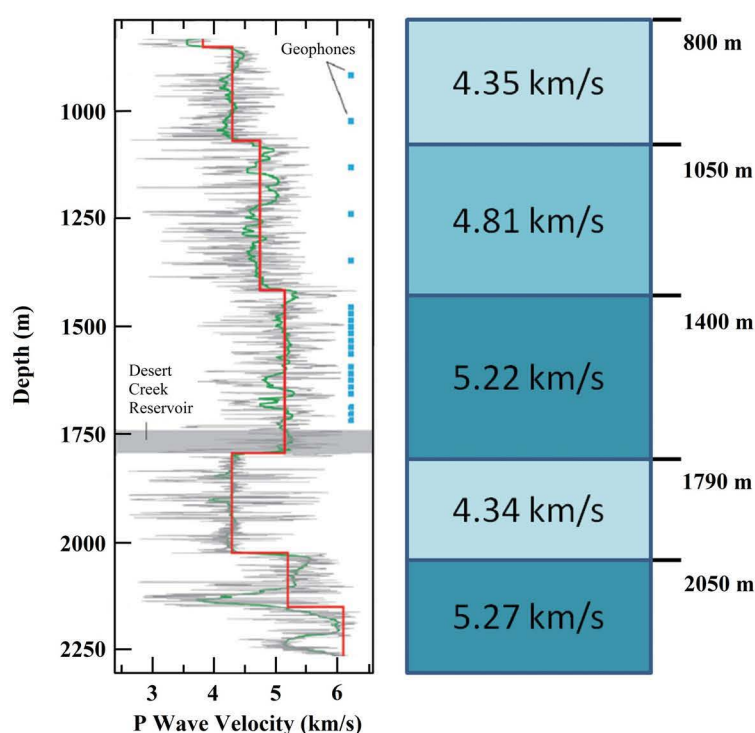 Geophones
1000
1250
1500
1750
2000
2250
Depth (m)
Desert
Creek
Reservoir
3
4
5
6
P Wave Velocity (km/s)
4.35 km/s
4.81 km/s
5.22 km/s
4.34 km/s
5.27 km/s
800 m
1050 m
1400 m
1790 m
2050 m